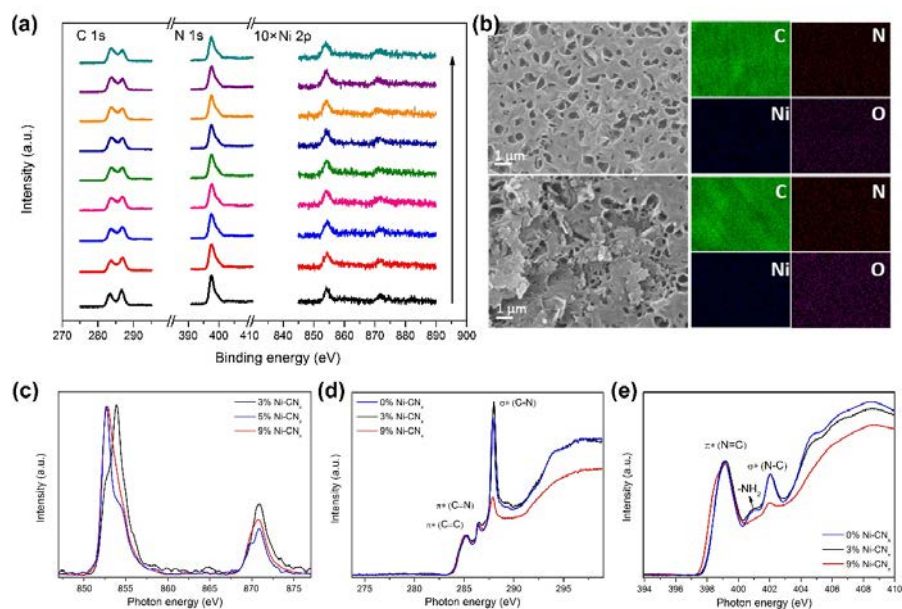 (a)
C 1s N 1s 10×Ni 2p
Intensity (a.u.)
270 280 290 390 400 410 840 850 860 870 880 890 900
Binding energy (eV)
(b)
1 µm
C
N
Ni
O
1 µm
C
N
Ni
O
(c)
3% Ni-CNx
5% Ni-CNx
9% Ni-CNx
Intensity (a.u.)
850 855 860 865 870 875
Photon energy (eV)
(d)
0% Ni-CNx
3% Ni-CNx
9% Ni-CNx
σ* (C-N)
π* (C=N)
π* (C=C)
Intensity (a.u.)
280 285 290 295
Photon energy (eV)
(e)
π* (N=C)
σ* (N-C)
-NH2
0% Ni-CNx
3% Ni-CNx
9% Ni-CNx
Intensity (a.u.)
394 396 398 400 402 404 406 408 410
Photon energy (eV)